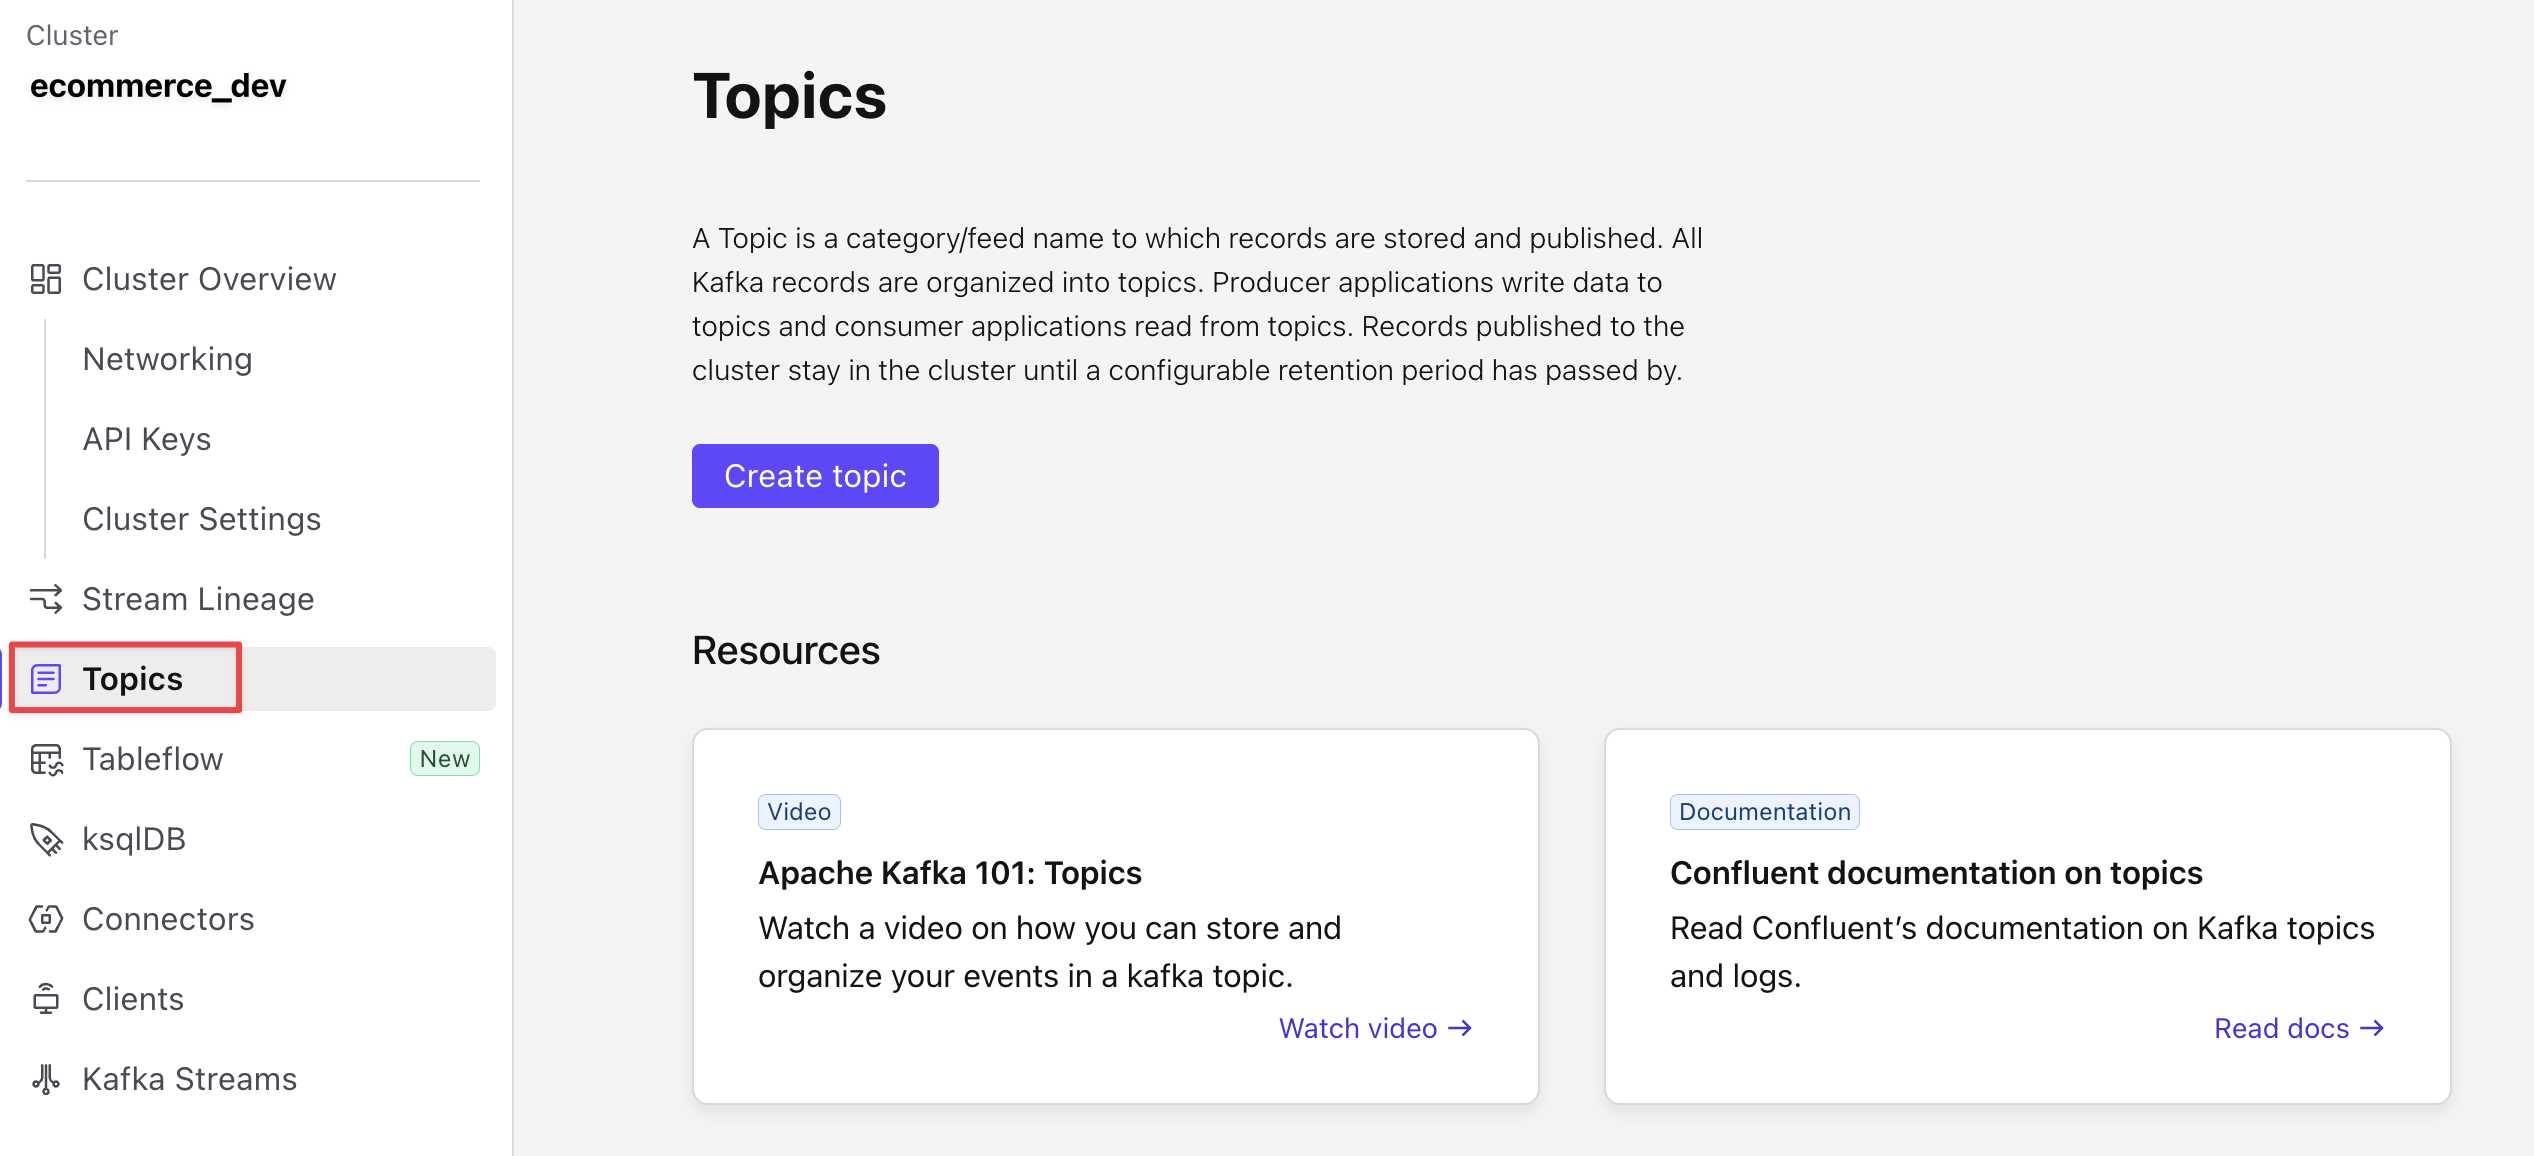 Cluster
ecommerce_dev
Cluster Overview
Networking
API Keys
Cluster Settings
Stream Lineage
Topics
Tableflow New
ksqlDB
Connectors
Clients
Kafka Streams
Topics
A Topic is a category/feed name to which records are stored and published. All
Kafka records are organized into topics. Producer applications write data to
topics and consumer applications read from topics. Records published to the
cluster stay in the cluster until a configurable retention period has passed by.
Create topic
Resources
Video
Apache Kafka 101: Topics
Watch a video on how you can store and
organize your events in a kafka topic.
Watch video →
Documentation
Confluent documentation on topics
Read Confluent’s documentation on Kafka topics
and logs.
Read docs →